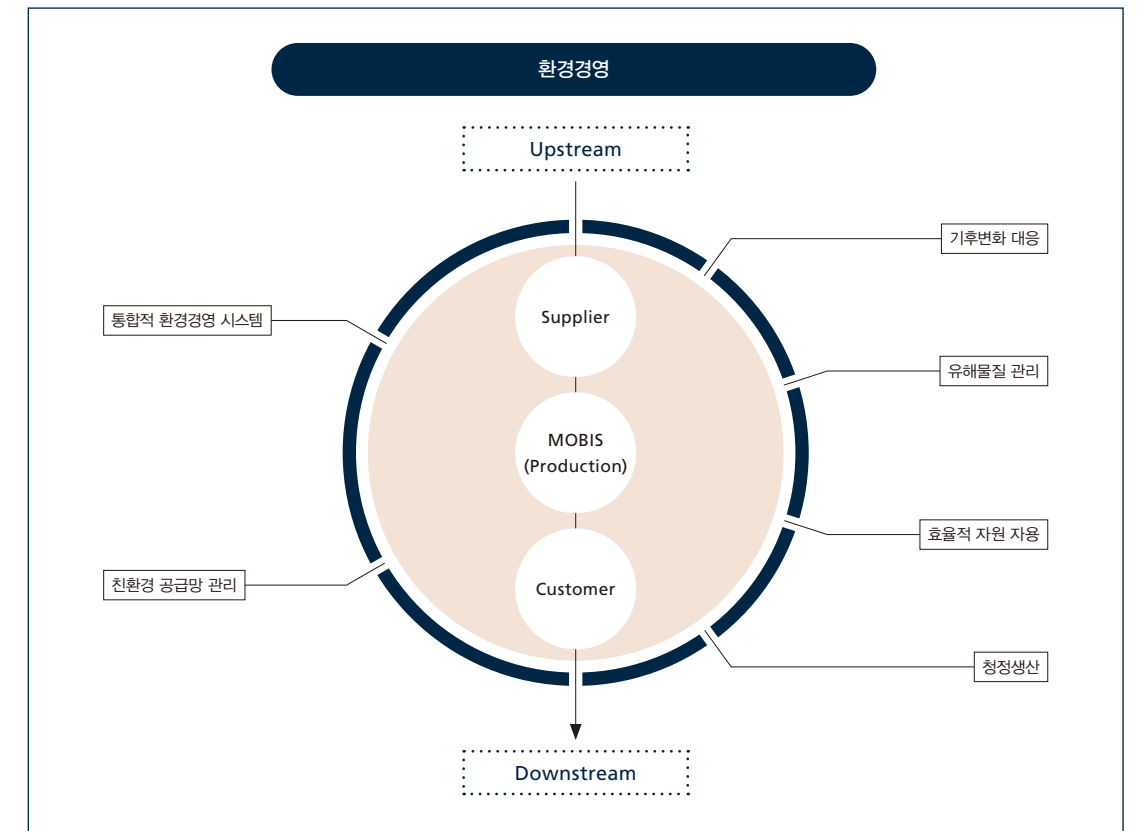 환경경영
Upstream
기후변화 대응
통합적 환경경영 시스템
Supplier
유해물질 관리
MOBIS
(Production)
효율적 자원 자용
친환경 공급망 관리
Customer
청정생산
Downstream